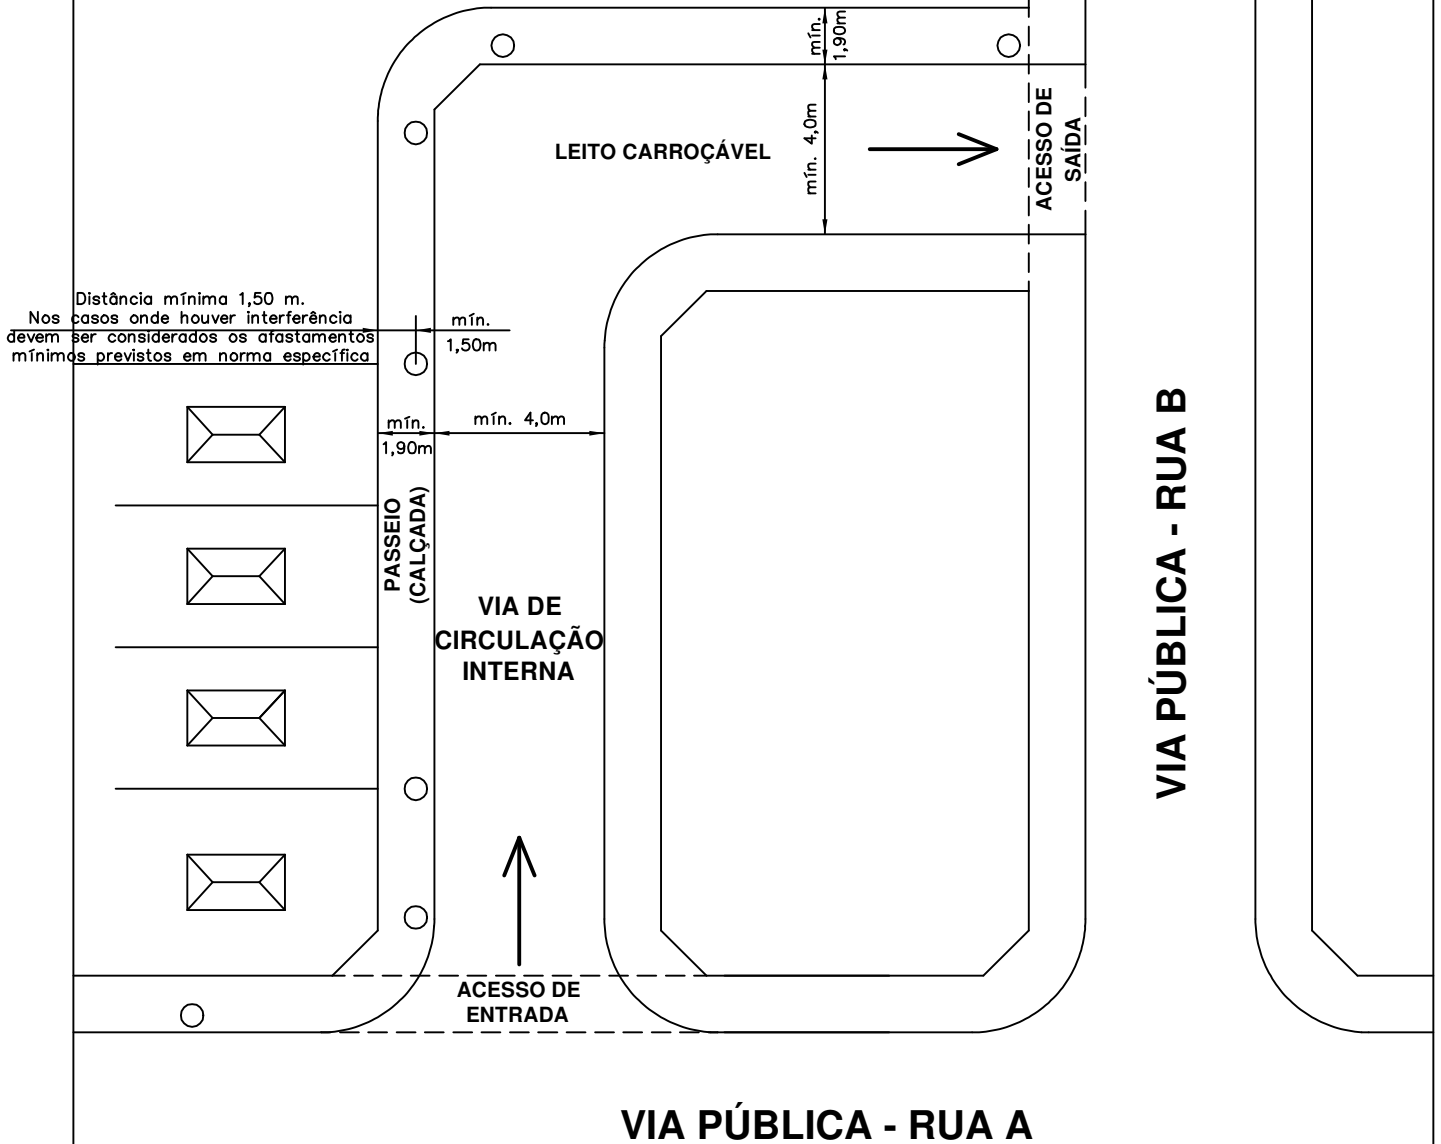 mín.
1,90m
LEITO CARROÇÁVEL
mín. 4,0m
ACESSO DE
SAÍDA
Distância mínima 1,50 m.
Nos casos onde houver interferência
devem ser considerados os afastamentos
mínimos previstos em norma específica
mín.
1,50m
mín.
1,90m
mín. 4,0m
PASSEIO
(CALÇADA)
VIA DE
CIRCULAÇÃO
INTERNA
VIA PÚBLICA - RUA B
ACESSO DE
ENTRADA
VIA PÚBLICA - RUA A